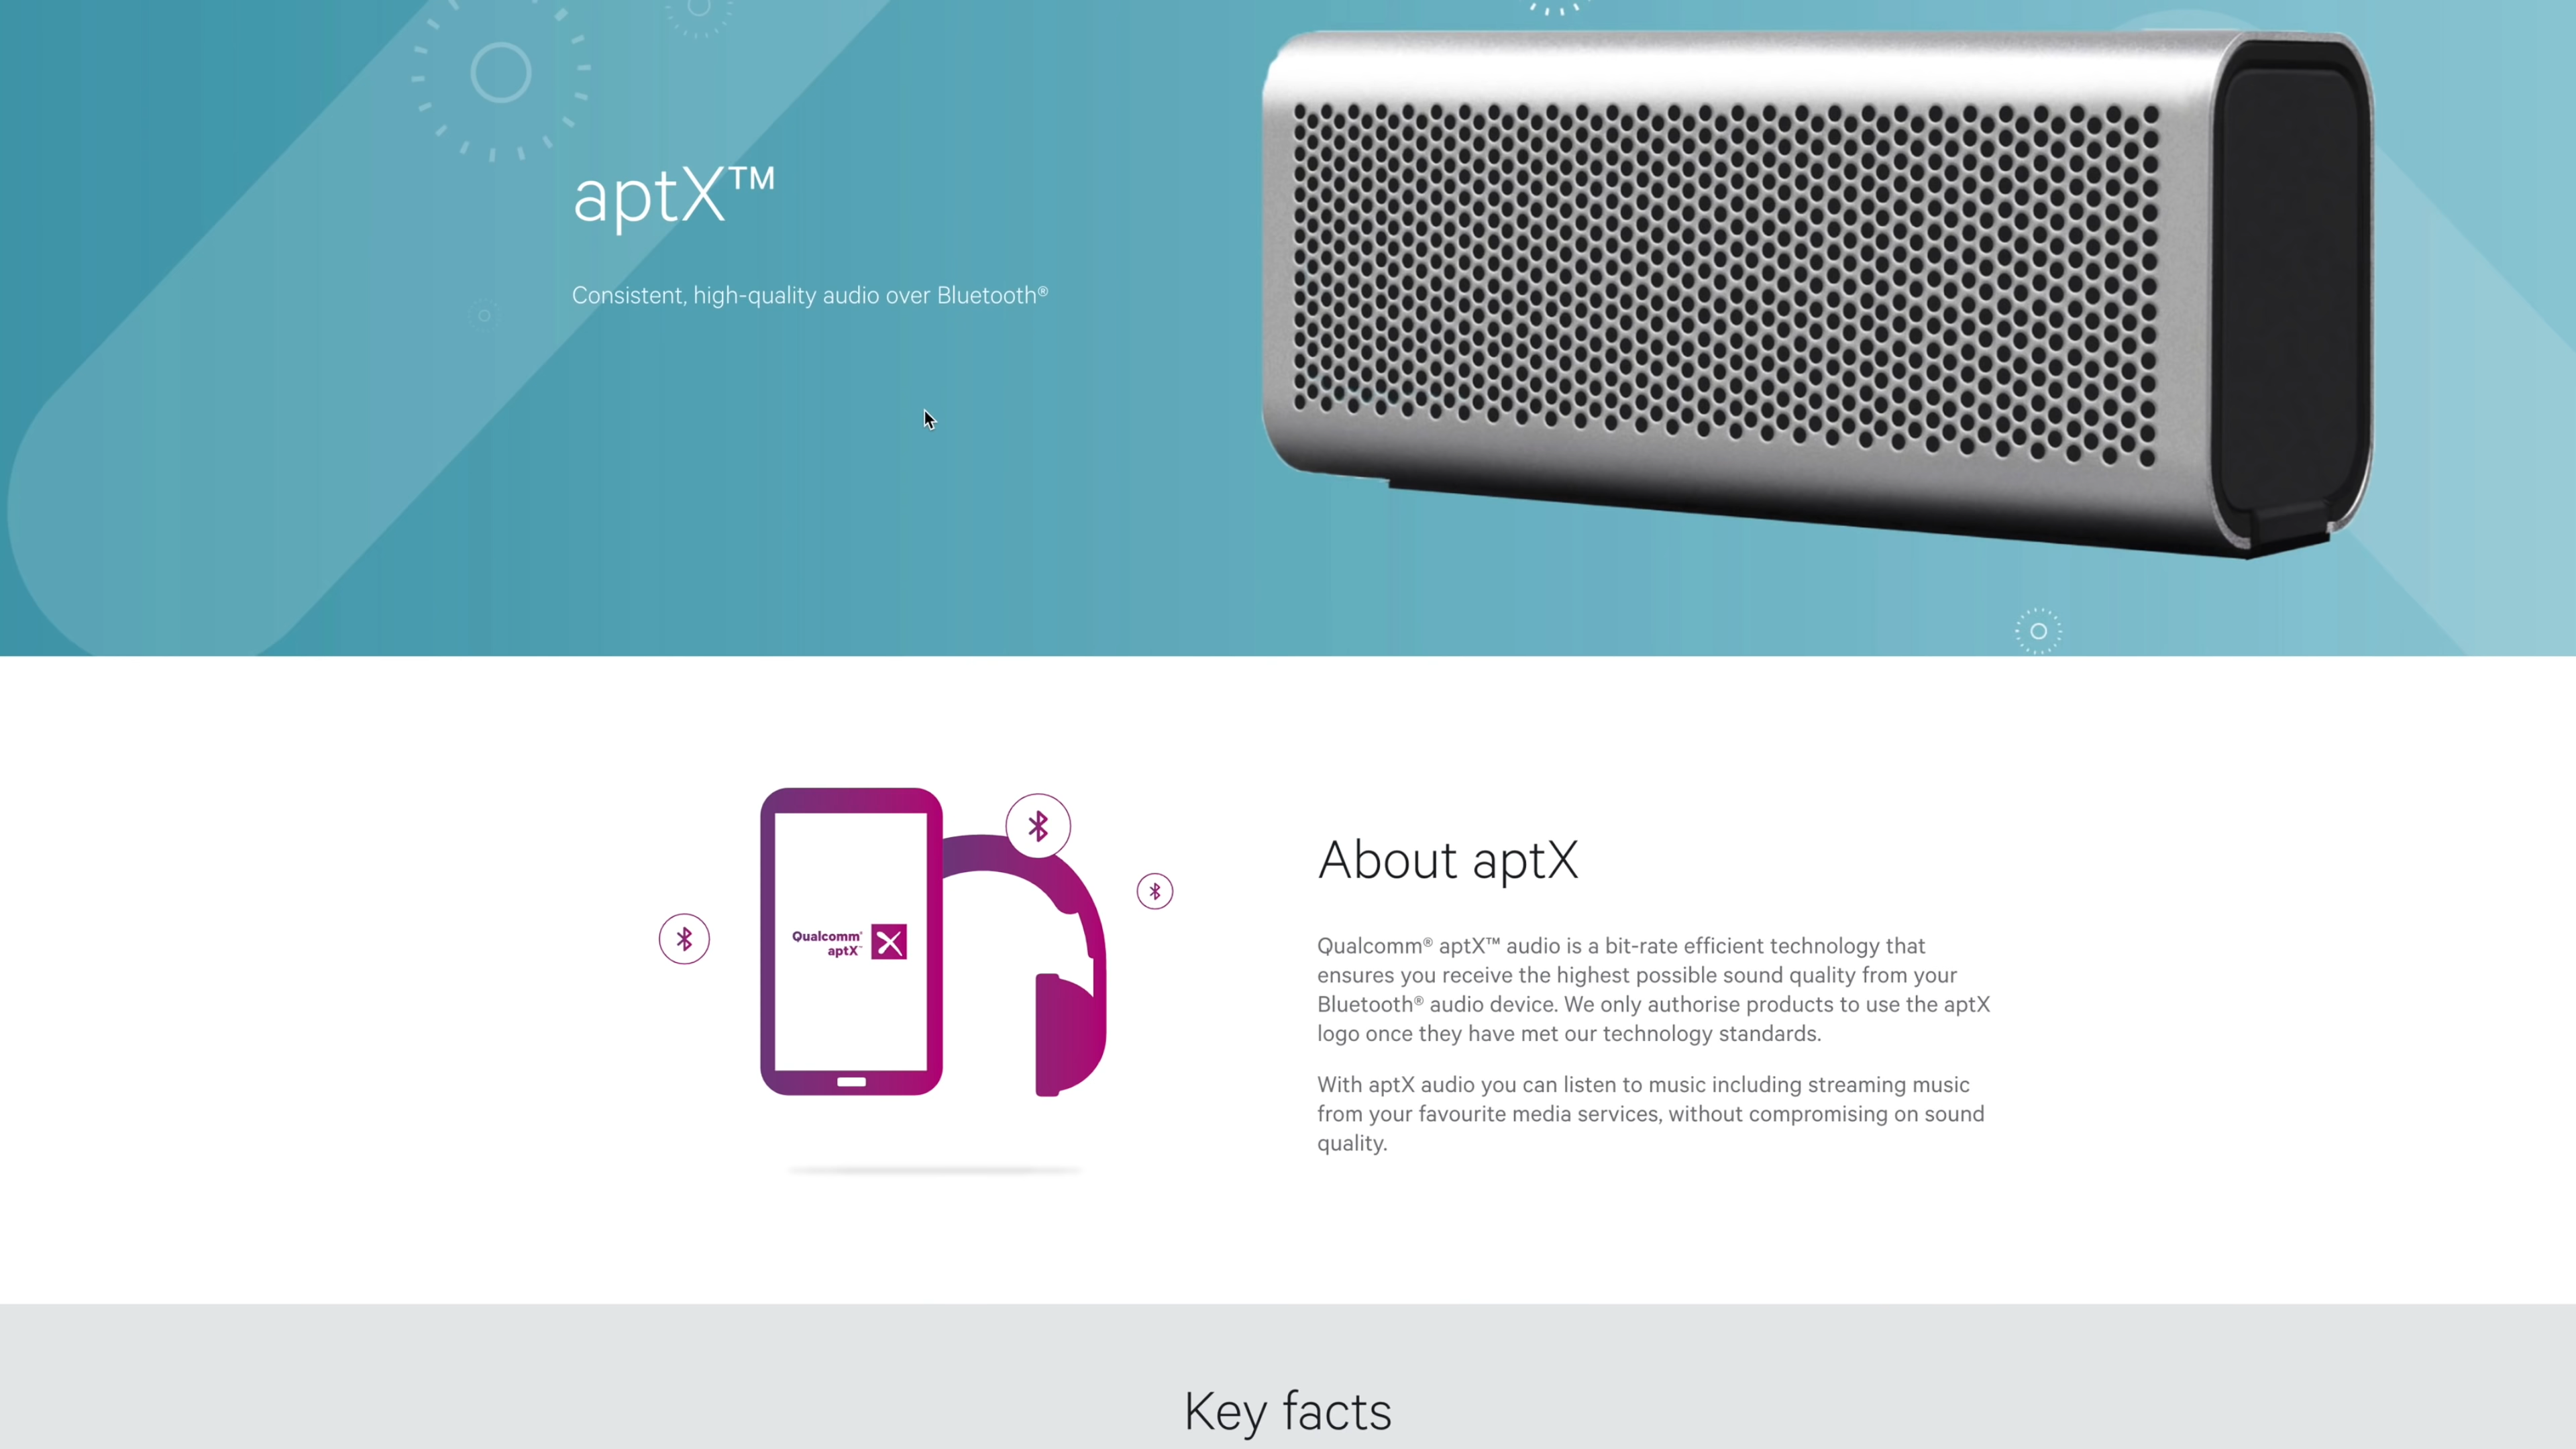 aptX™
Consistent, high-quality audio over Bluetooth®
Qualcomm®
aptX™
About aptX
Qualcomm® aptX™ audio is a bit-rate efficient technology that
ensures you receive the highest possible sound quality from your
Bluetooth® audio device. We only authorise products to use the aptX
logo once they have met our technology standards.
With aptX audio you can listen to music including streaming music
from your favourite media services, without compromising on sound
quality.
Key facts